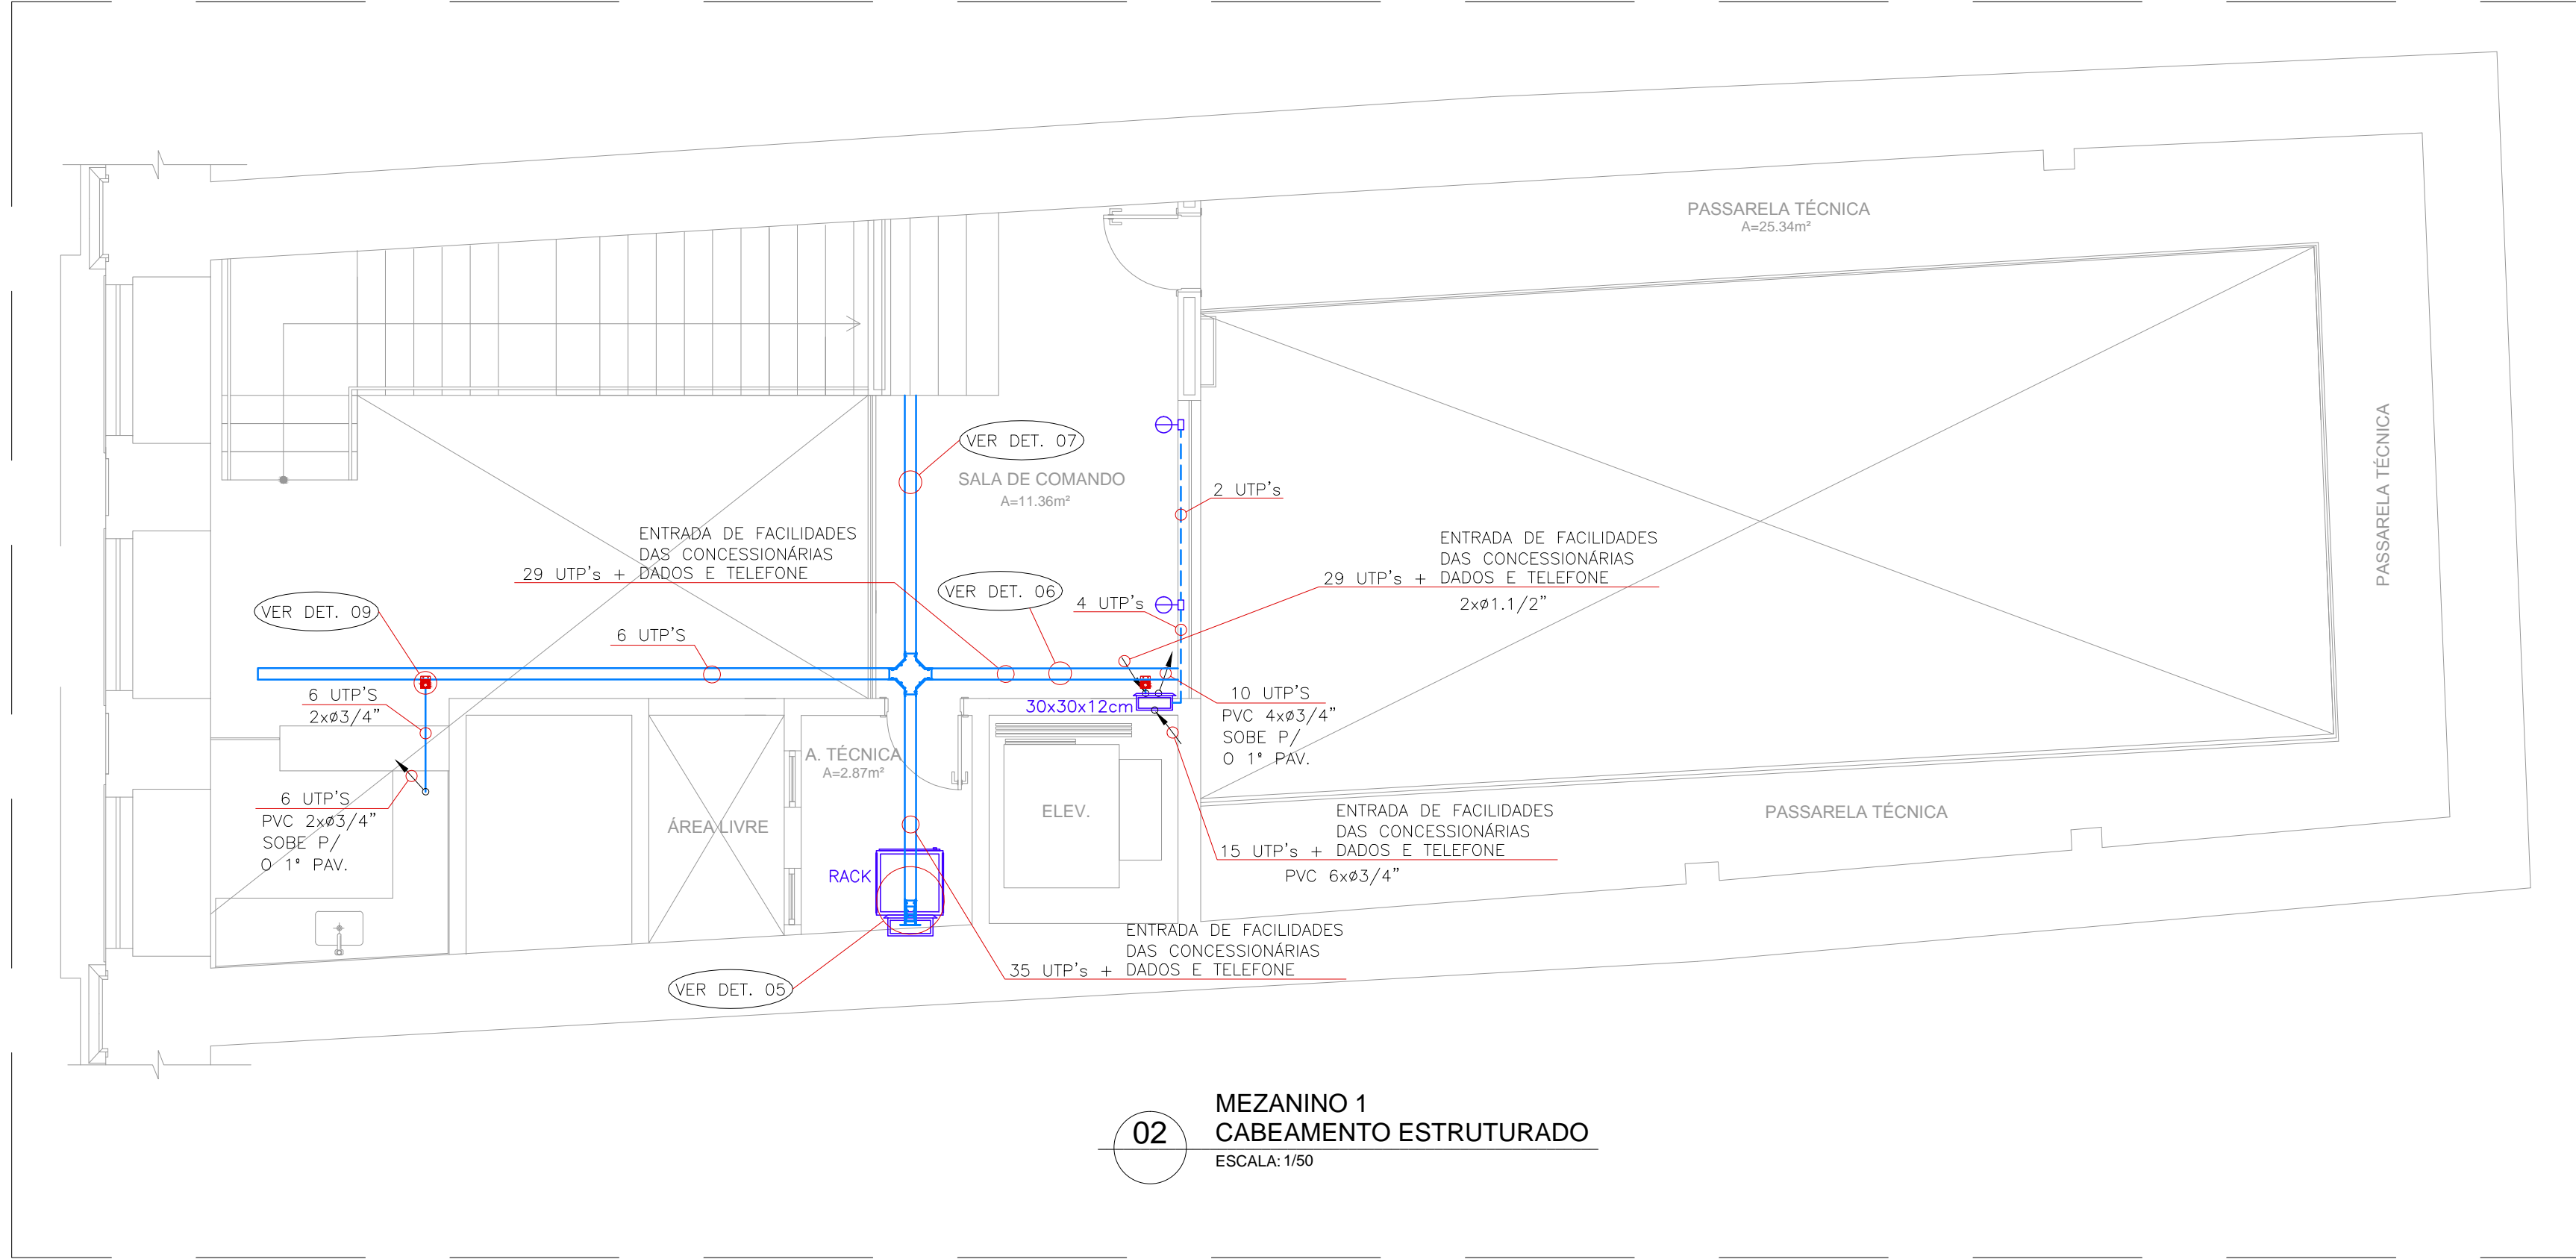 PASSARELA TÉCNICA
A=25.34m²
PASSARELA TÉCNICA
VER DET. 07
SALA DE COMANDO
A=11.36m²
2 UTP's
ENTRADA DE FACILIDADES
DAS CONCESSIONÁRIAS
29 UTP's + DADOS E TELEFONE
ENTRADA DE FACILIDADES
DAS CONCESSIONÁRIAS
29 UTP's + DADOS E TELEFONE
2xø1.1/2"
VER DET. 06
4 UTP's
VER DET. 09
6 UTP'S
6 UTP'S
2xø3/4"
30x30x12cm
10 UTP'S
PVC 4xø3/4"
SOBE P/
O 1° PAV.
A. TÉCNICA
A=2.87m²
6 UTP'S
PVC 2xø3/4"
SOBE P/
O 1° PAV.
ÁREA LIVRE
ELEV.
ENTRADA DE FACILIDADES
DAS CONCESSIONÁRIAS
15 UTP's + DADOS E TELEFONE
PVC 6xø3/4"
PASSARELA TÉCNICA
RACK
ENTRADA DE FACILIDADES
DAS CONCESSIONÁRIAS
35 UTP's + DADOS E TELEFONE
VER DET. 05
02
MEZANINO 1
CABEAMENTO ESTRUTURADO
ESCALA: 1/50